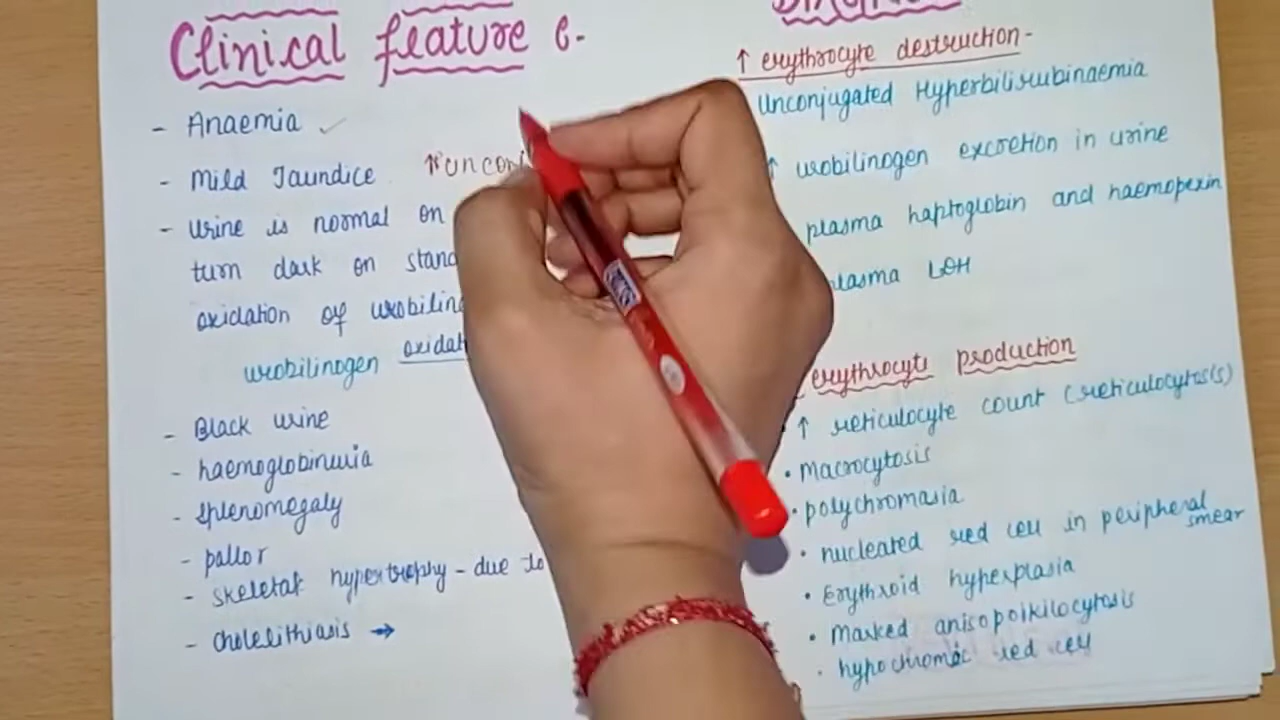 Clinical feature :-
- Anaemia ✓
- Mild Jaundice ↑
- Urine is normal on
turn dark on
oxidation of
urobilinogen
- Black urine
- haemoglobinuria
- splenomegaly
- pallor
- skeletal hypertrophy - due to
- cholelithiasis →
↑ erythrocyte destruction -
Unconjugated Hyperbilirubinaemia
↑ urobilinogen excretion in urine
plasma haptoglobin and haemopexin
plasma LDH
erythrocyte production
• ↑ reticulocyte count (reticulocytosis)
• Macrocytosis
• polychromasia
• nucleated red cell in peripheral
smear
• Erythroid hyperplasia
• Marked anisopoikilocytosis
• hypochromic red cell